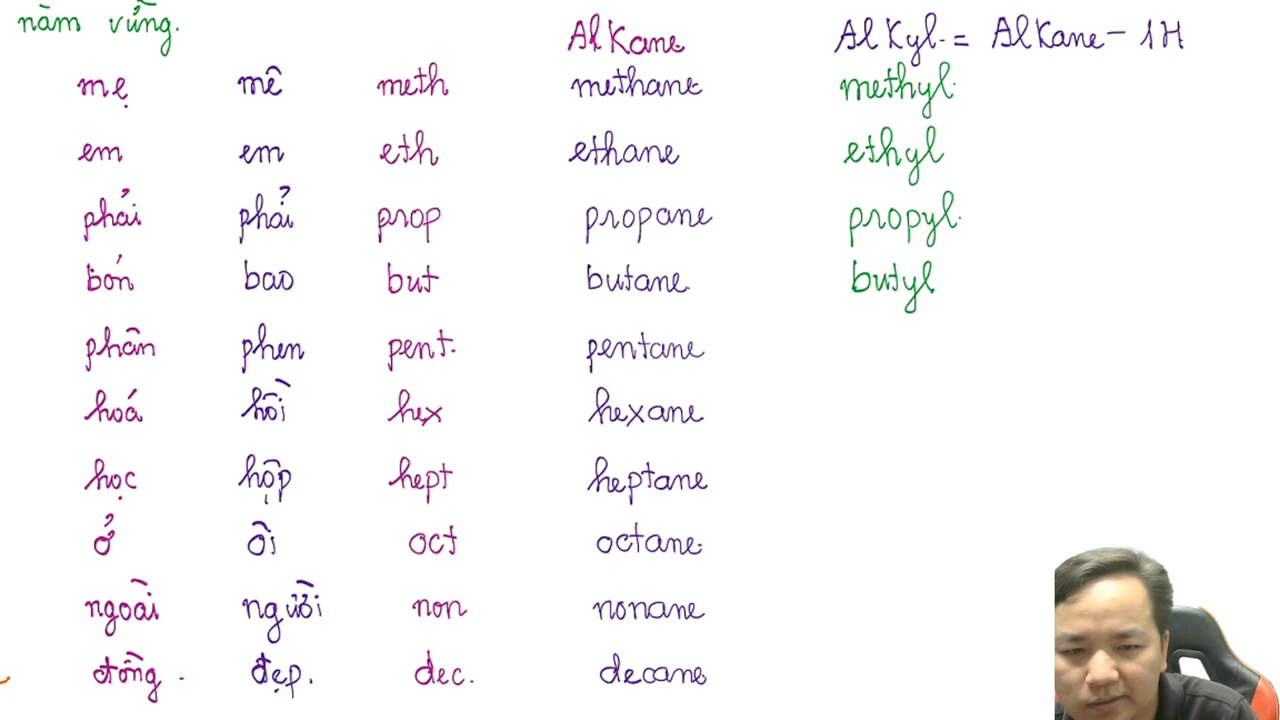 nắm vững.
Alkane Alkyl = Alkane - 1H
mẹ mê meth methane methyl
em em eth ethane ethyl
phải phải prop propane propyl
bón bao but butane butyl
phân phen pent. pentane
hoá hồi hex hexane
học hộp hept heptane
ở ôi oct octane
ngoài người non nonane
đồng. đẹp. dec. decane